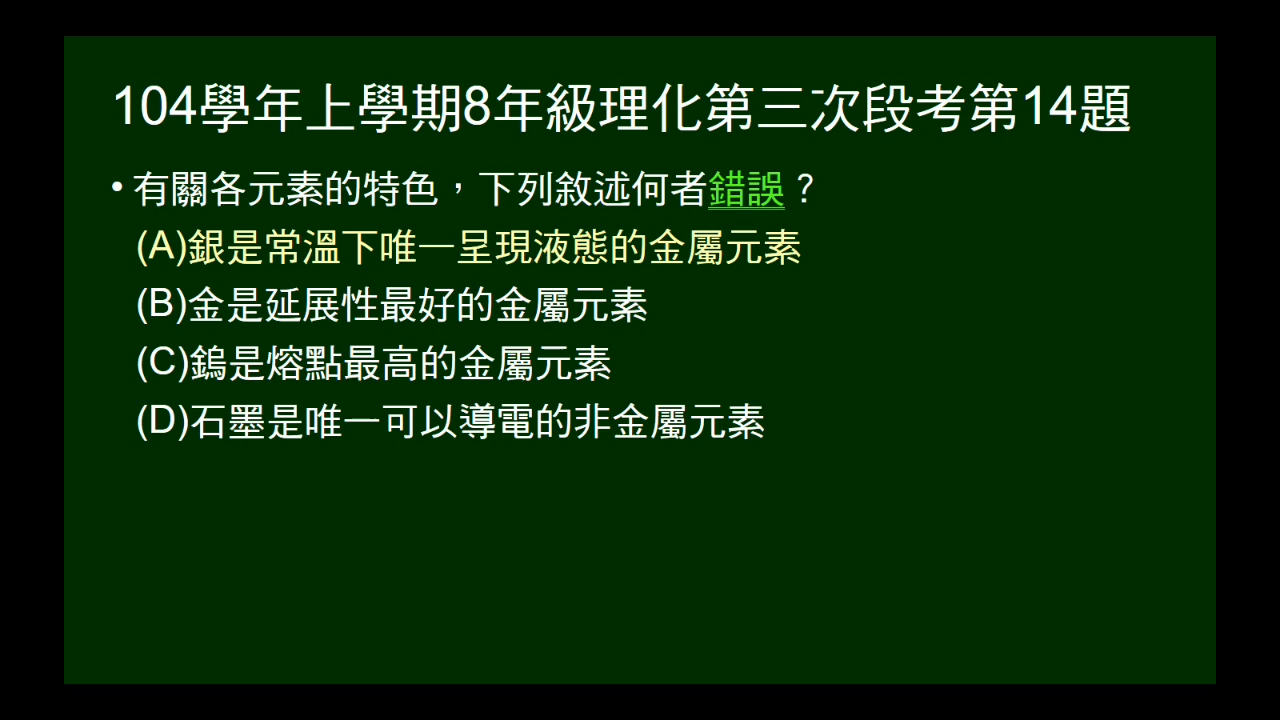 104學年上學期8年級理化第三次段考第14題
• 有關各元素的特色，下列敘述何者錯誤？
(A)銀是常溫下唯一呈現液態的金屬元素
(B)金是延展性最好的金屬元素
(C)鎢是熔點最高的金屬元素
(D)石墨是唯一可以導電的非金屬元素